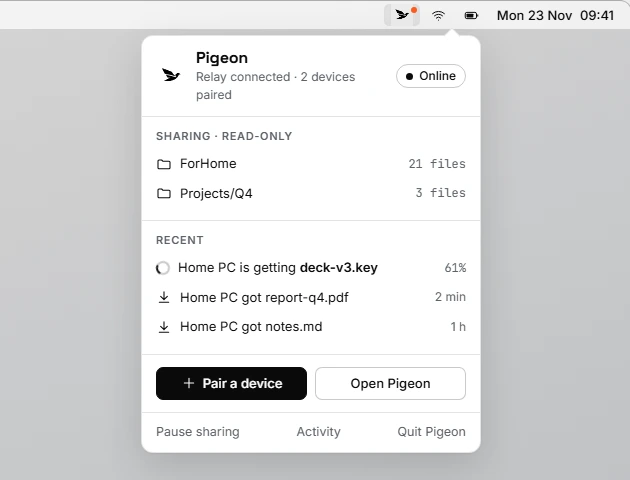 Mon 23 Nov 09:41
Pigeon
Relay connected · 2 devices
paired
Online
SHARING · READ-ONLY
ForHome 21 files
Projects/Q4 3 files
RECENT
Home PC is getting deck-v3.key 61%
Home PC got report-q4.pdf 2 min
Home PC got notes.md 1 h
Pair a device
Open Pigeon
Pause sharing Activity Quit Pigeon